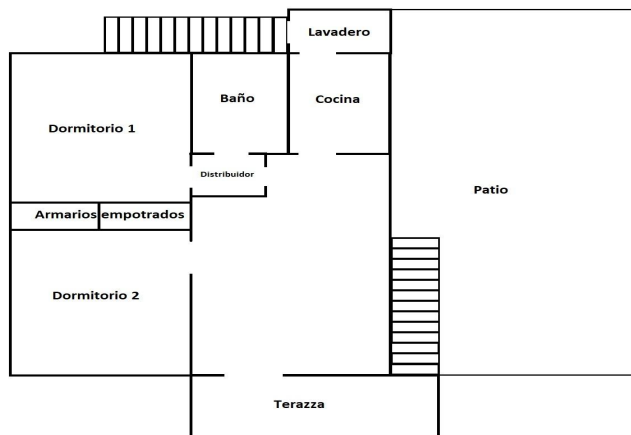 Lavadero
Baño
Cocina
Dormitorio 1
Distribuidor
Patio
Armarios empotrados
Dormitorio 2
Terazza